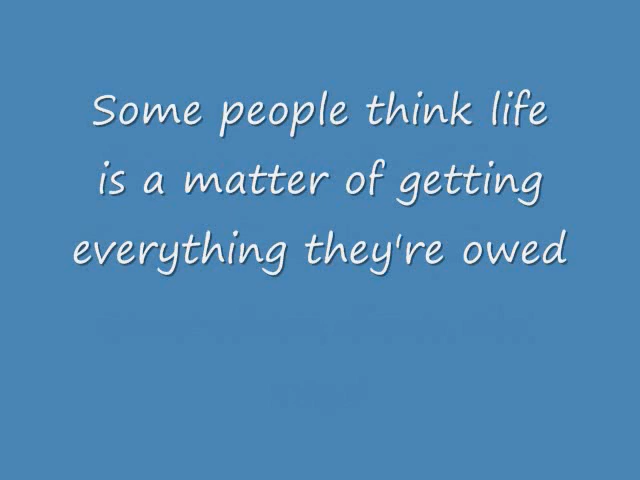 Some people think life
is a matter of getting
everything they're owed